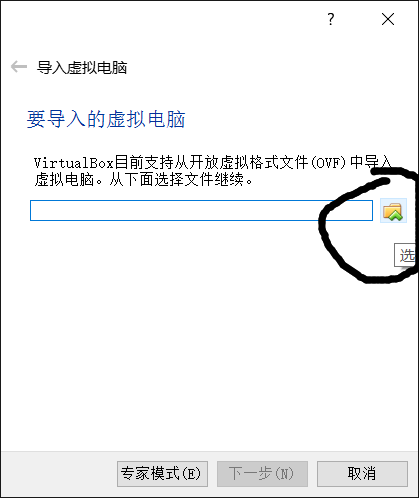 ?
导入虚拟电脑
要导入的虚拟电脑
VirtualBox目前支持从开放虚拟格式文件(OVF)中导入
虚拟电脑。从下面选择文件继续。
选
专家模式(E)
下一步(N)
取消